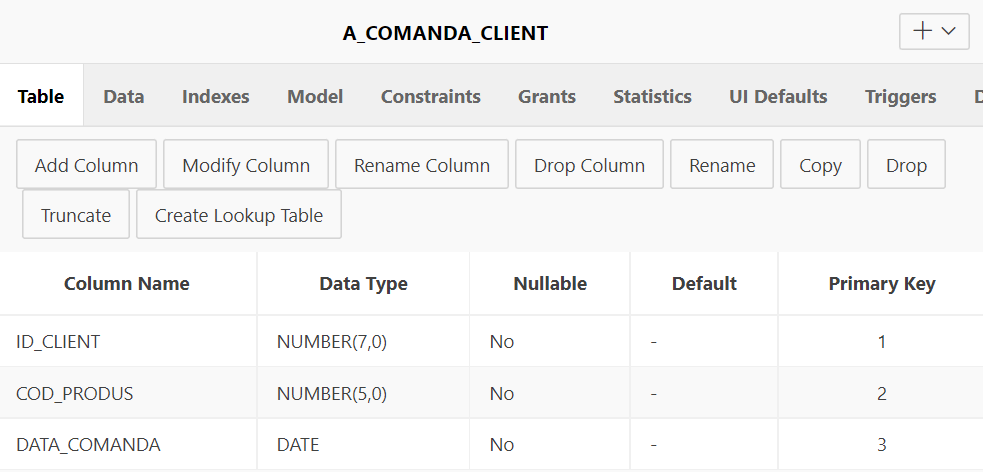 A_COMANDA_CLIENT
Table Data Indexes Model Constraints Grants Statistics UI Defaults Triggers
Add Column Modify Column Rename Column Drop Column Rename Copy Drop
Truncate Create Lookup Table
Column Name Data Type Nullable Default Primary Key
ID_CLIENT NUMBER(7,0) No - 1
COD_PRODUS NUMBER(5,0) No - 2
DATA_COMANDA DATE No - 3